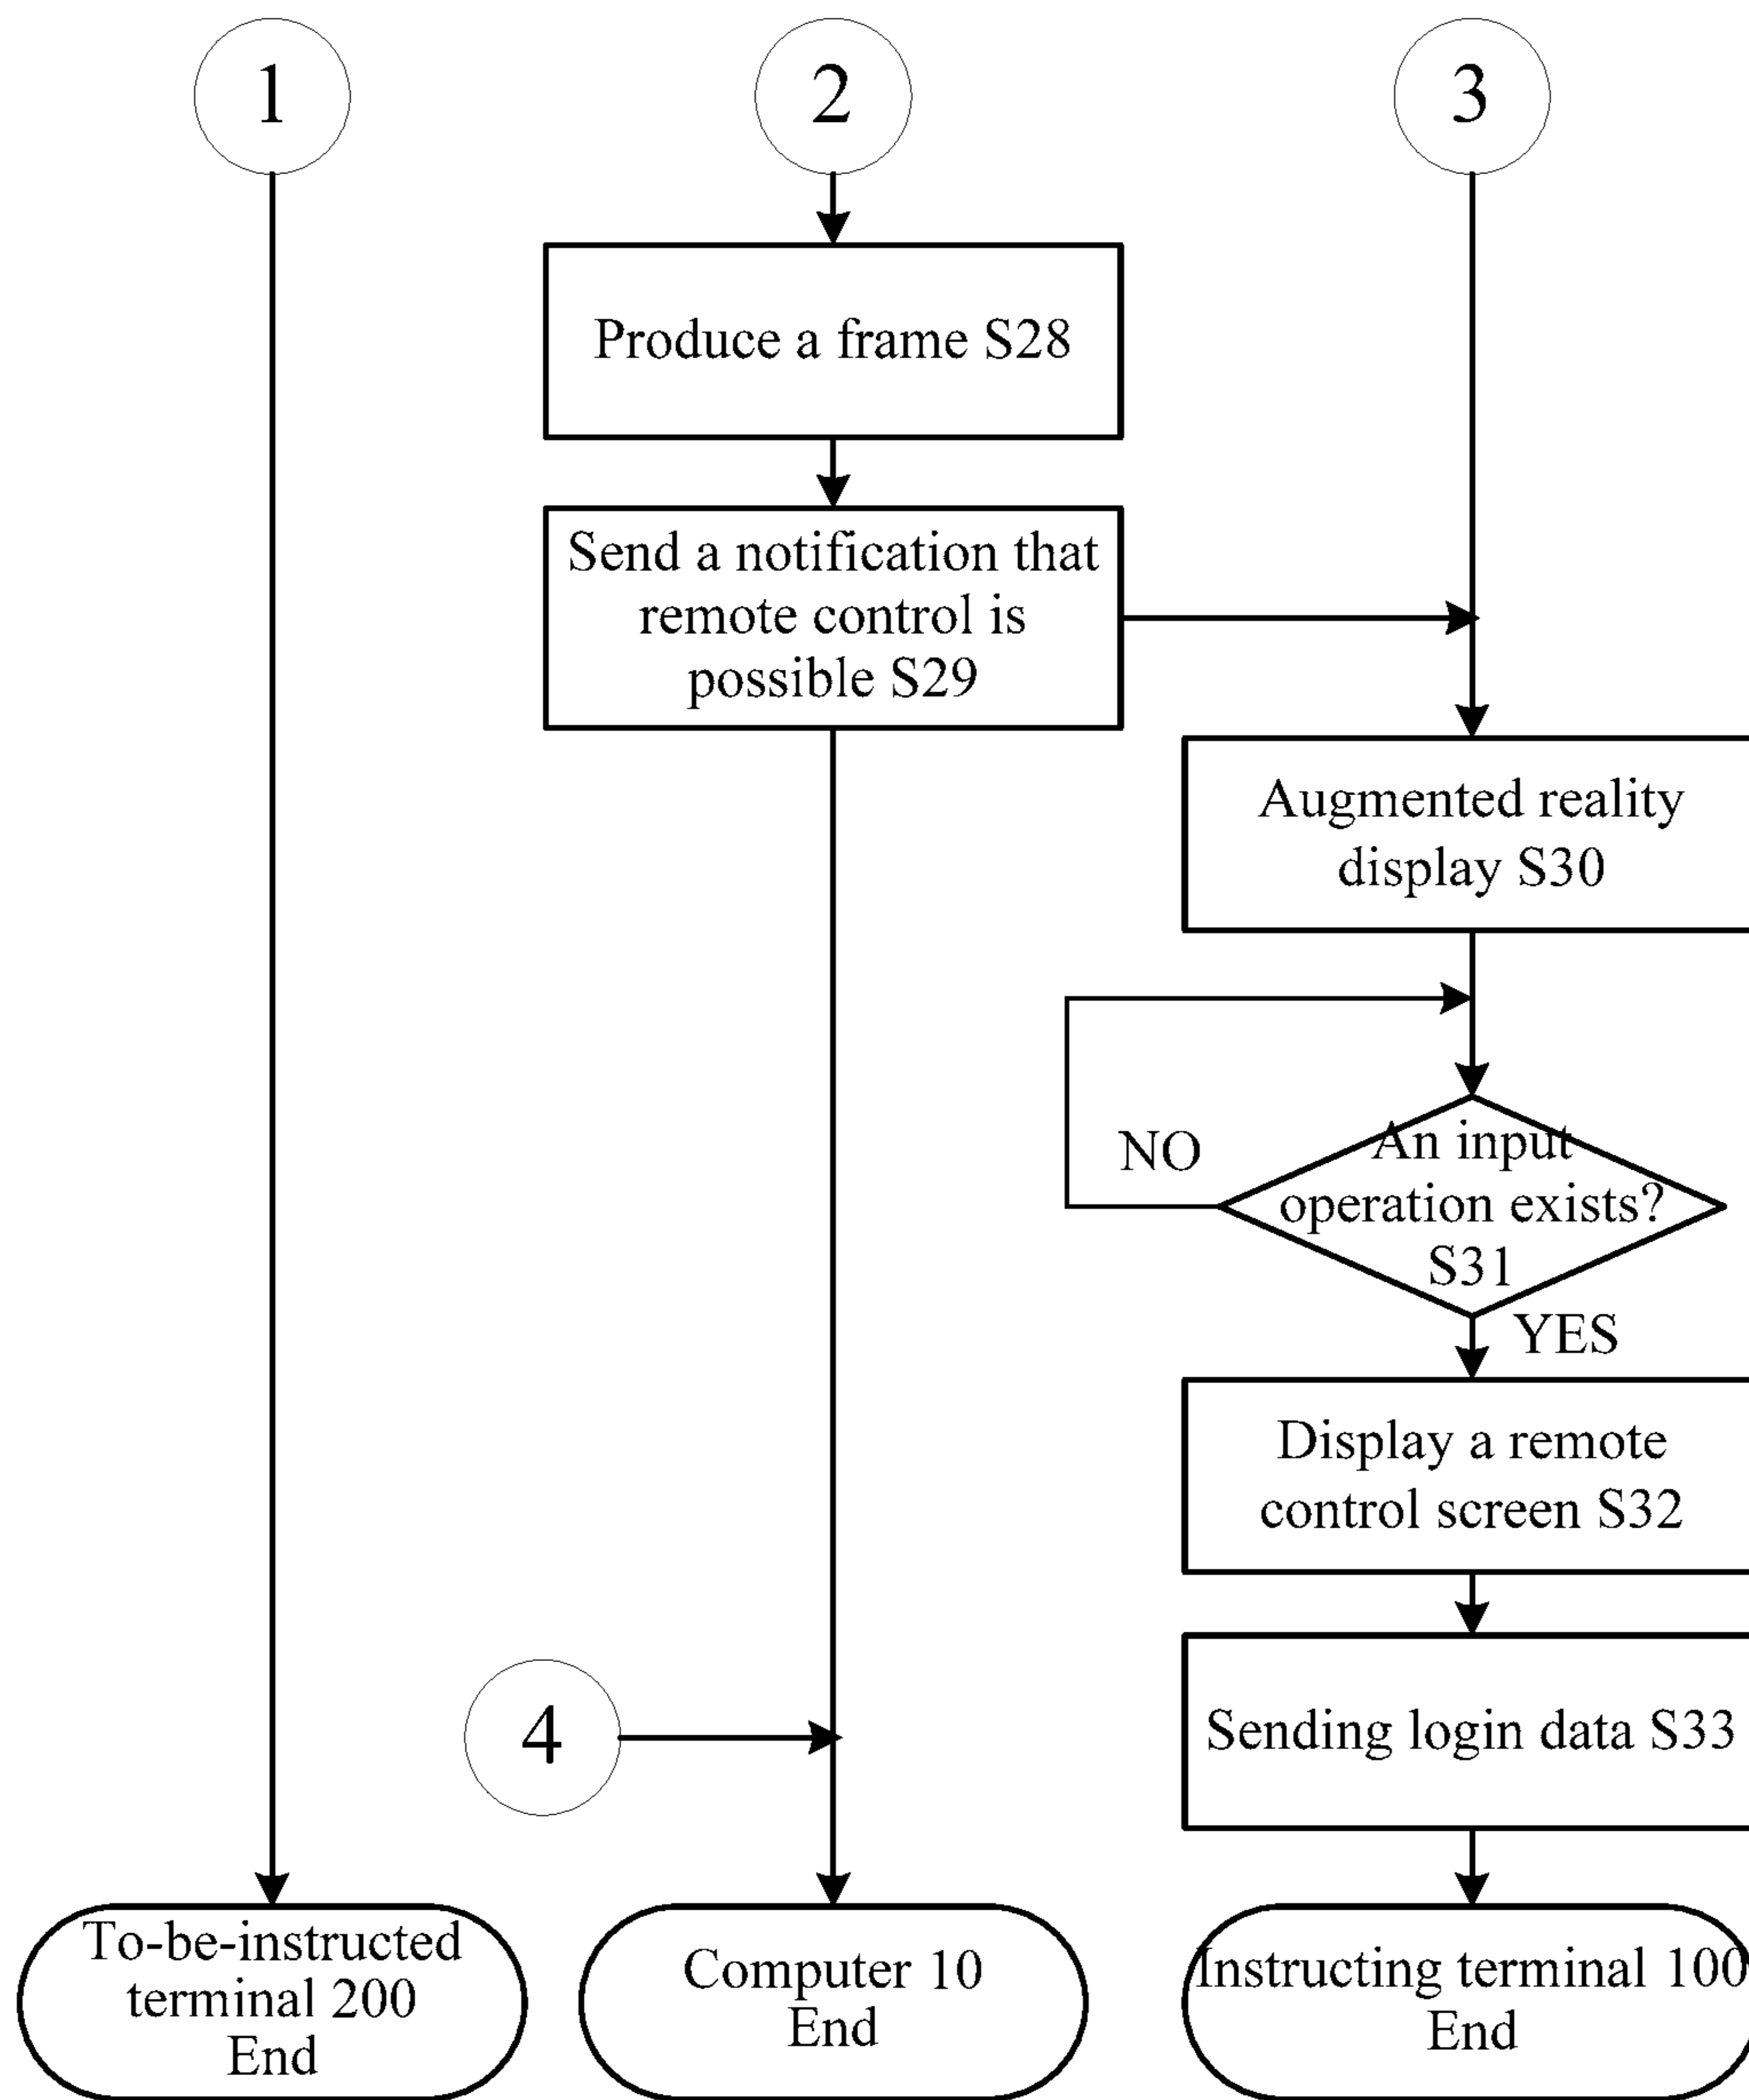 1
2
3
Produce a frame S28
Send a notification that
remote control is
possible S29
Augmented reality
display S30
NO
An input
operation exists?
S31
YES
Display a remote
control screen S32
Sending login data S33
4
To-be-instructed
terminal 200
End
Computer 10
End
Instructing terminal 100
End